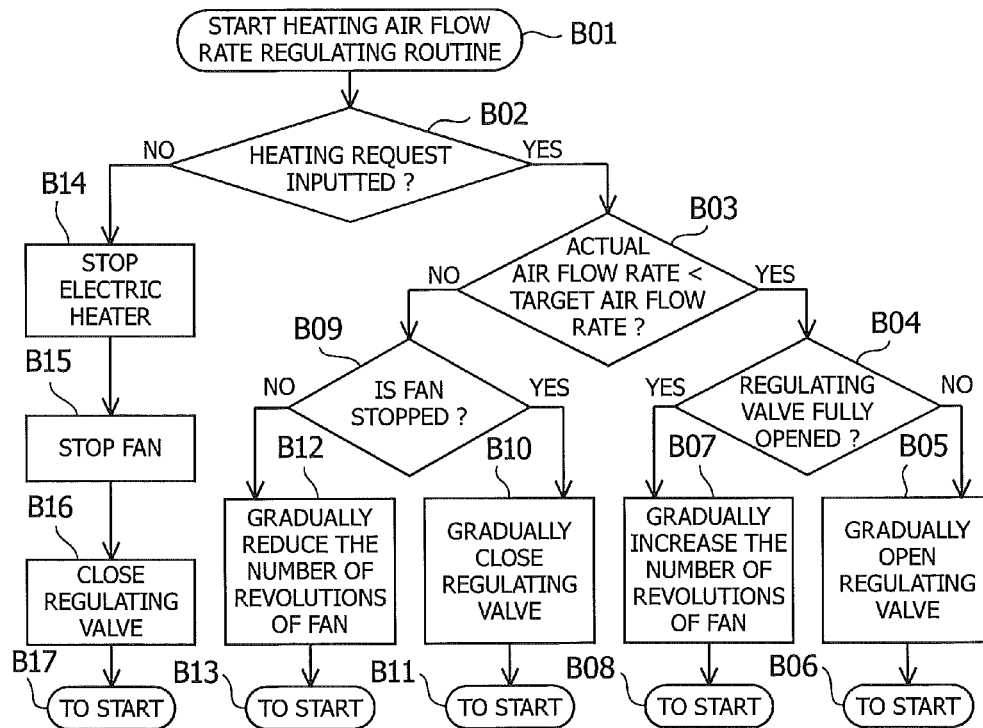 START HEATING AIR FLOW
RATE REGULATING ROUTINE
B01
B02
NO
HEATING REQUEST
INPUTTED ?
YES
B14
STOP
ELECTRIC
HEATER
B03
NO
ACTUAL
AIR FLOW RATE <
TARGET AIR FLOW
RATE ?
YES
B15
STOP FAN
B09
NO
IS FAN
STOPPED ?
YES
B04
YES
REGULATING
VALVE FULLY
OPENED ?
NO
B16
CLOSE
REGULATING
VALVE
B12
GRADUALLY
REDUCE THE
NUMBER OF
REVOLUTIONS
OF FAN
B10
GRADUALLY
CLOSE
REGULATING
VALVE
B07
GRADUALLY
INCREASE THE
NUMBER OF
REVOLUTIONS
OF FAN
B05
GRADUALLY
OPEN
REGULATING
VALVE
B17
TO START
B13
TO START
B11
TO START
B08
TO START
B06
TO START